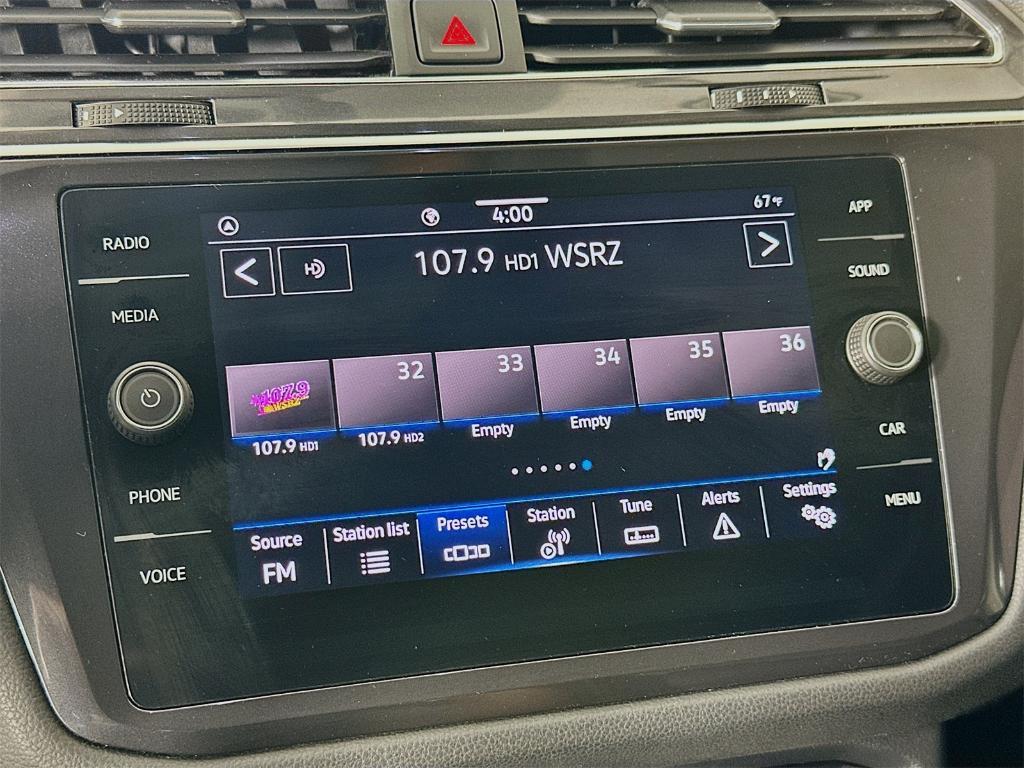 RADIO
MEDIA
PHONE
VOICE
4:00
67°F
HD
107.9 HD1 WSRZ
107.9
WSRZ
32
33
34
35
36
107.9 HD1
107.9 HD2
Empty
Empty
Empty
Empty
Source
FM
Station list
Presets
Station
Tune
Alerts
Settings
APP
SOUND
CAR
MENU